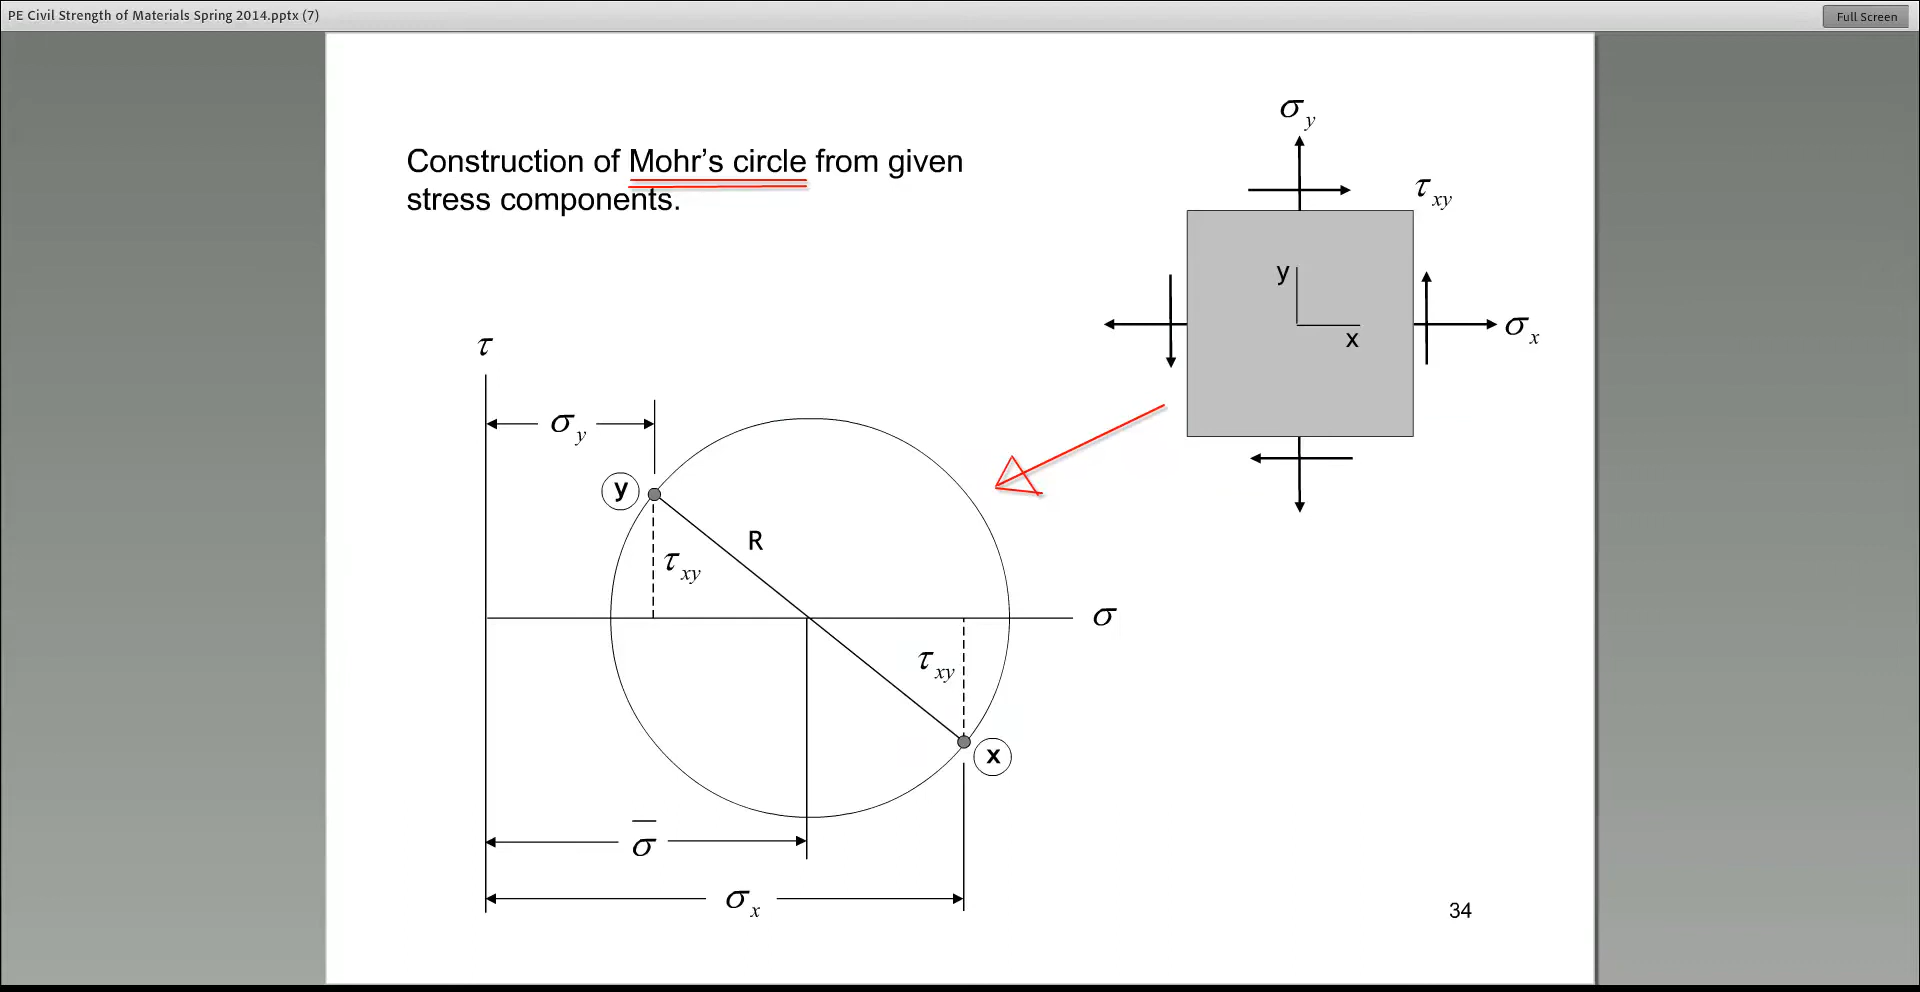 PE Civil Strength of Materials Spring 2014.pptx (7)
Full Screen
Construction of Mohr’s circle from given
stress components.
σy
τxy
y
x
σx
τ
σy
y
R
τxy
σ
τxy
x
σ̅
σx
34